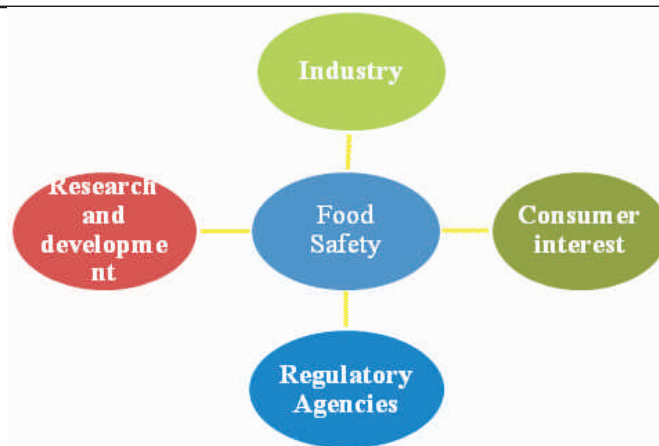 Industry
Research
and
developme
nt
Food
Safety
Consumer
interest
Regulatory
Agencies